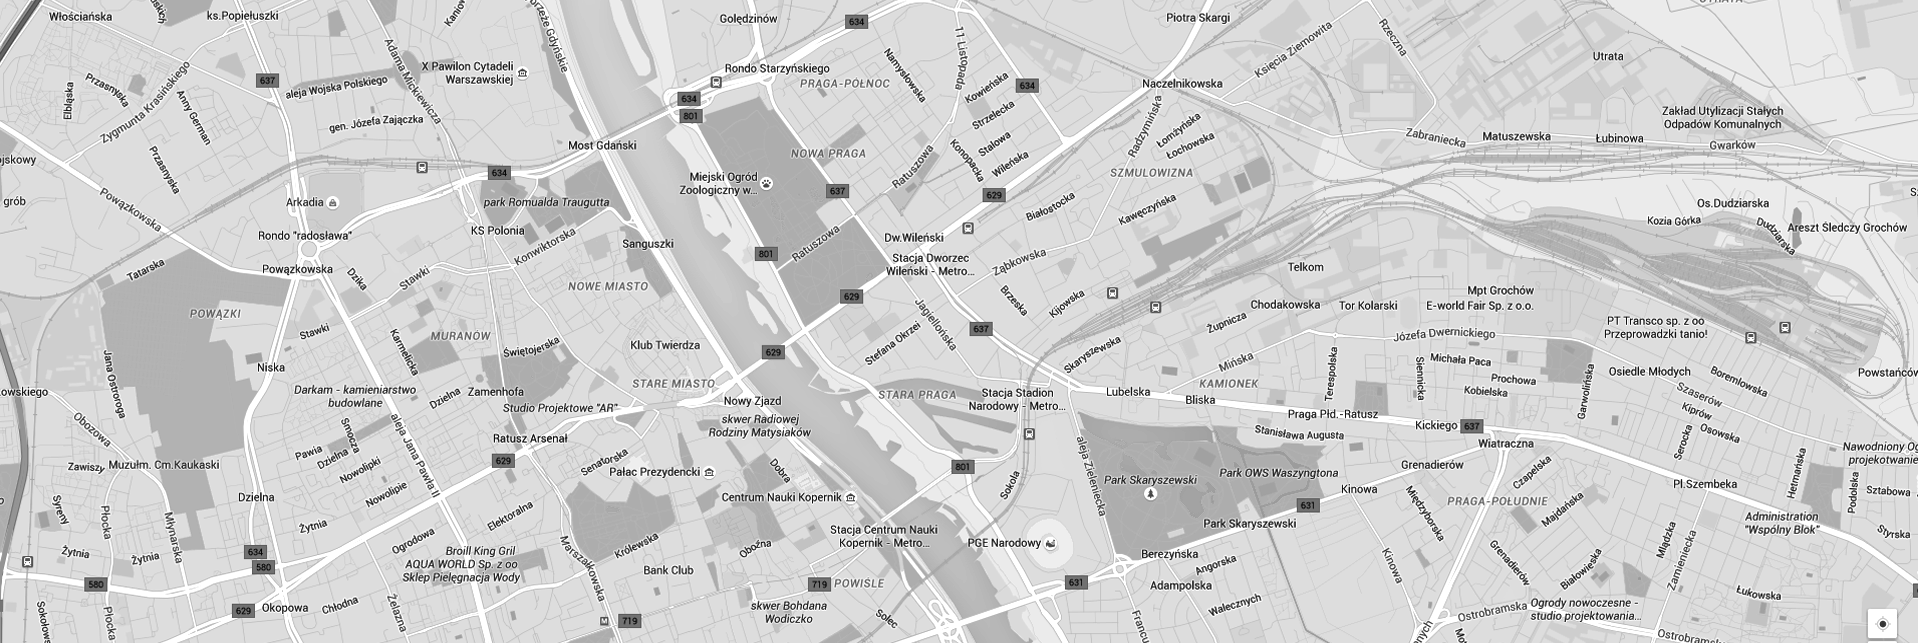 Włościańska
ks.Popiełuszki
Gołędzinów
634
Piotra Skargi
Utrata
Elbląska
Przasnyska
Zygmunta Krasińskiego
637
Anny German
Przasnyska
aleja Wojska Polskiego
gen. Józefa Zajączka
Adama Mickiewicza
X Pawilon Cytadeli
Warszawskiej
Rondo Starzyńskiego
634
801
PRAGA-PÓŁNOC
Namysłowska
11 Listopada
Kowieńska
634
Strzelecka
Stalowa
Wileńska
Konopacka
Naczelnikowska
Księcia Ziemowita
Rzeczna
Radzymińska
Łomżyńska
Łochowska
Zabraniecka
Matuszewska
Łubinowa
Gwarków
Zakład Utylizacji Stałych
Odpadów Komunalnych
Most Gdański
634
NOWA PRAGA
Miejski Ogród
Zoologiczny w...
637
Ratuszowa
629
SZMULOWIZNA
Białostocka
Kawęczyńska
Os.Dudziarska
Kozia Górka
Dudziarska
Areszt Śledczy Grochów
grób
Powązkowska
Arkadia
Rondo "radosława"
Powązkowska
park Romualda Traugutta
KS Polonia
Konwiktorska
Sanguszki
801
Ratuszowa
Dw.Wileński
Stacja Dworzec
Wileński - Metro...
Ząbkowska
Tatarska
Dzika
Stawki
NOWE MIASTO
629
Brzeska
Kijowska
Telkom
Chodakowska
Tor Kolarski
Mpt Grochów
E-world Fair Sp. z o.o.
POWĄZKI
Stawki
Karmelicka
MURANÓW
Świętojerska
Klub Twierdza
629
Stefana Okrzei
Jagiellońska
637
Skaryszewska
Żupnicza
Mińska
Józefa Dwernickiego
PT Transco sp. z oo
Przeprowadzki tanio!
Jana Ostroroga
Niska
Darkam - kamieniarstwo
budowlane
Dzielna
Zamenhofa
Studio Projektowe "AR"
STARE MIASTO
Nowy Zjazd
skwer Radiowej
Rodziny Matysiaków
STARA PRAGA
Stacja Stadion
Narodowy - Metro...
Lubelska
KAMIONEK
Bliska
Terespolska
Siennicka
Michała Paca
Prochowa
Kobielska
Garwolińska
Osiedle Młodych
Boremlowska
Szaserów
Kiprów
Osowska
Powstańców
Obozowa
aleja Jana Pawła II
Smocza
Pawia
Dzielna
Nowolipki
Nowolipie
Ratusz Arsenał
629
Senatorska
Pałac Prezydencki
Dobra
Centrum Nauki Kopernik
801
Sokola
aleja Zieleniecka
Praga Płd.-Ratusz
Stanisława Augusta
Kickiego
637
Wiatraczna
Serocka
Zawiszy
Muzułm. Cm.Kaukaski
Park Skaryszewski
Park OWS Waszyngtona
Grenadierów
Kinowa
Czapelska
Pl.Szembeka
Hetmańska
Podolska
Sztabowa
Syreny
Dzielna
Płocka
Młynarska
Żytnia
Elektoralna
Ogrodowa
Stacja Centrum Nauki
Kopernik - Metro...
PGE Narodowy
Park Skaryszewski
631
Międzyborska
PRAGA-POŁUDNIE
Majdańska
Administration
"Wspólny Blok"
Styrska
Żytnia
Żytnia
634
580
580
Broill King Gril
AQUA WORLD Sp. z oo
Sklep Pielęgnacja Wody
Marszałkowska
Królewska
Oboźna
Bank Club
719
POWISLE
Berezyńska
Angorska
631
Adampolska
Walecznych
Kinowa
Grenadierów
Białowieska
Mlądzka
Zamieniecka
Łukowska
Sokołows
Płocka
629
Okopowa
Chłodna
Żelazna
719
skwer Bohdana
Wodiczko
Solec
Francu
Ostrobramska
Ogrody nowoczesne -
studio projektowania...
Ostrobramska